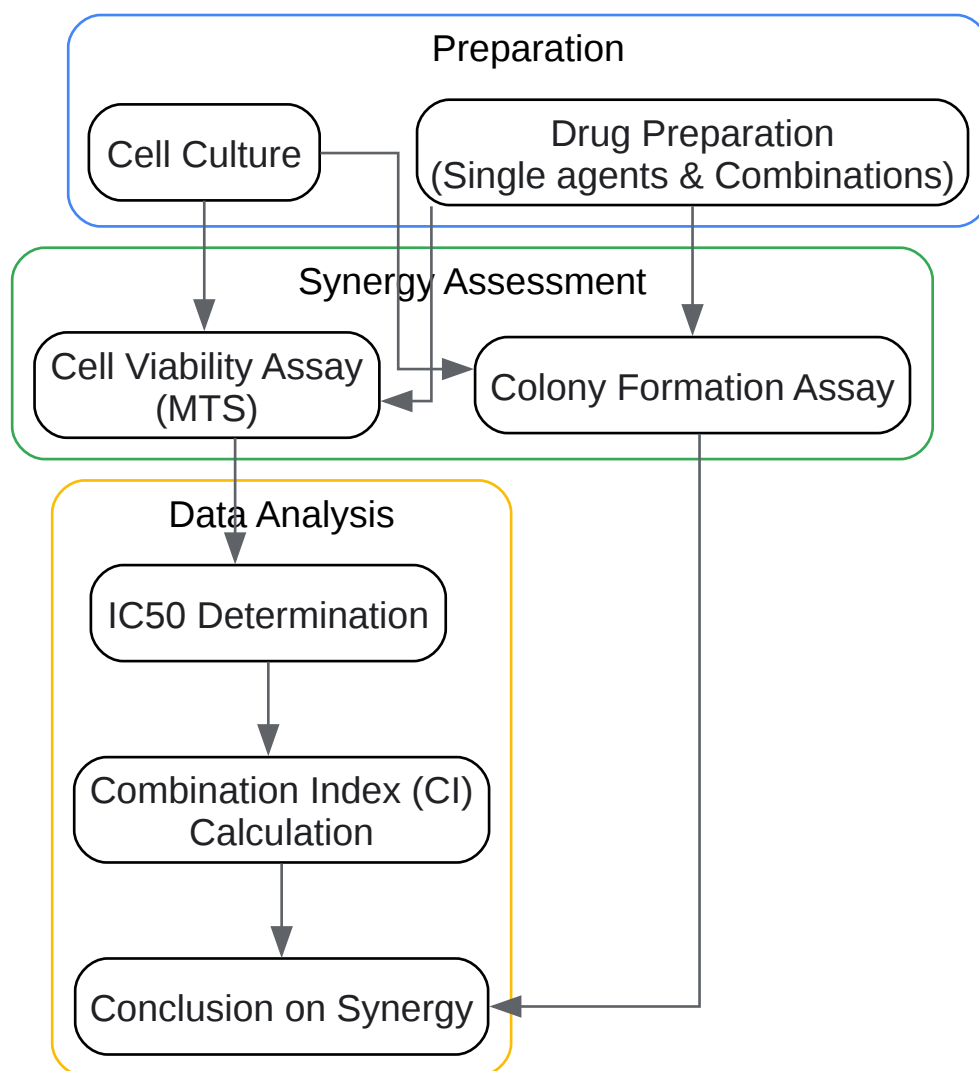 Preparation
Cell Culture
Drug Preparation
(Single agents & Combinations)
Synergy Assessment
Cell Viability Assay
(MTS)
Colony Formation Assay
Data Analysis
IC50 Determination
Combination Index (CI)
Calculation
Conclusion on Synergy